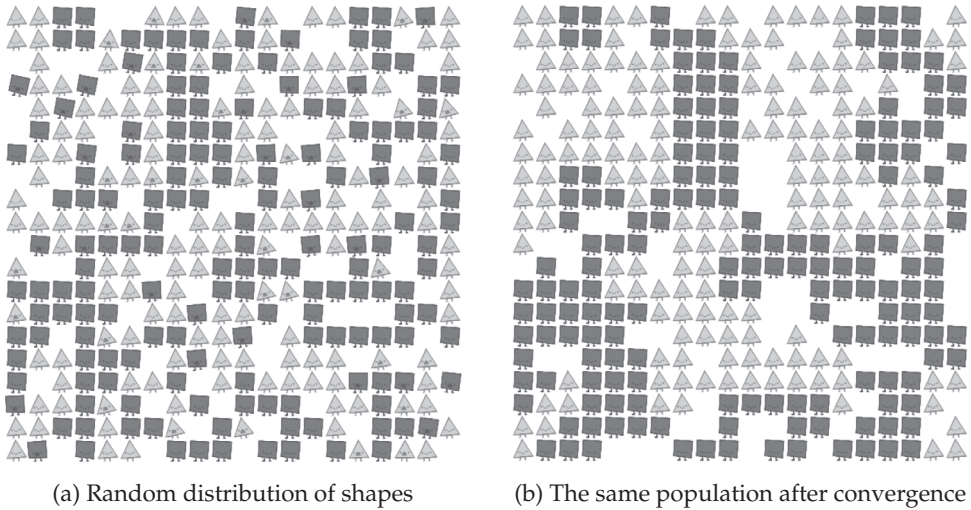 (a) Random distribution of shapes
(b) The same population after convergence